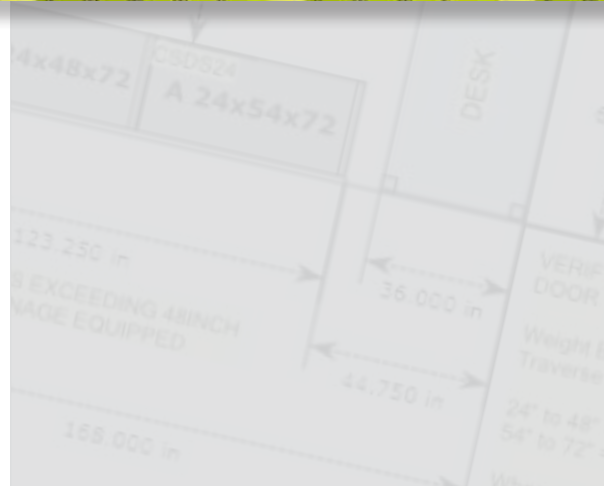 4x48x72
CSDS24
A 24x54x72
DESK
123.250 in
36.000 in
S EXCEEDING 48INCH
NAGE EQUIPPED
44.750 in
168.000 in
VERIF
DOOR
Weight
Traverse
24" to 48"
54" to 72"